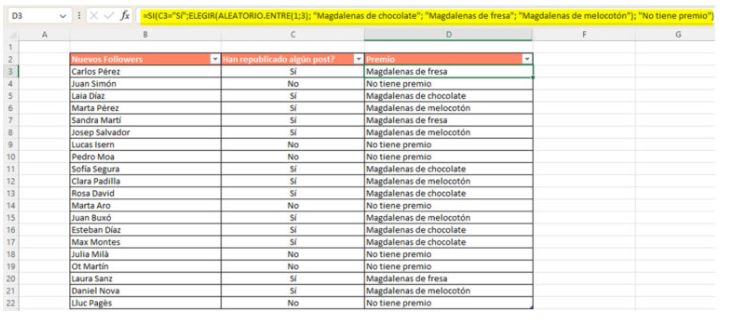 D3 fx =SI(C3="Sí";ELEGIR(ALEATORIO.ENTRE(1;3); "Magdalenas de chocolate"; "Magdalenas de fresa"; "Magdalenas de melocotón"); "No tiene premio")
A B C D F G
1
2 Nuevos Followers Han republicado algún post? Premio
3 Carlos Pérez Sí Magdalenas de fresa
4 Juan Simón No No tiene premio
5 Laia Díaz Sí Magdalenas de chocolate
6 Marta Pérez Sí Magdalenas de melocotón
7 Sandra Martí Sí Magdalenas de fresa
8 Josep Salvador Sí Magdalenas de melocotón
9 Lucas Isern No No tiene premio
10 Pedro Moa No No tiene premio
11 Sofía Segura Sí Magdalenas de chocolate
12 Clara Padilla Sí Magdalenas de melocotón
13 Rosa David Sí Magdalenas de chocolate
14 Marta Aro No No tiene premio
15 Juan Buxó Sí Magdalenas de melocotón
16 Esteban Díaz Sí Magdalenas de chocolate
17 Max Montes Sí Magdalenas de chocolate
18 Julia Milà No No tiene premio
19 Ot Martín No No tiene premio
20 Laura Sanz Sí Magdalenas de fresa
21 Daniel Nova Sí Magdalenas de melocotón
22 Lluc Pagès No No tiene premio